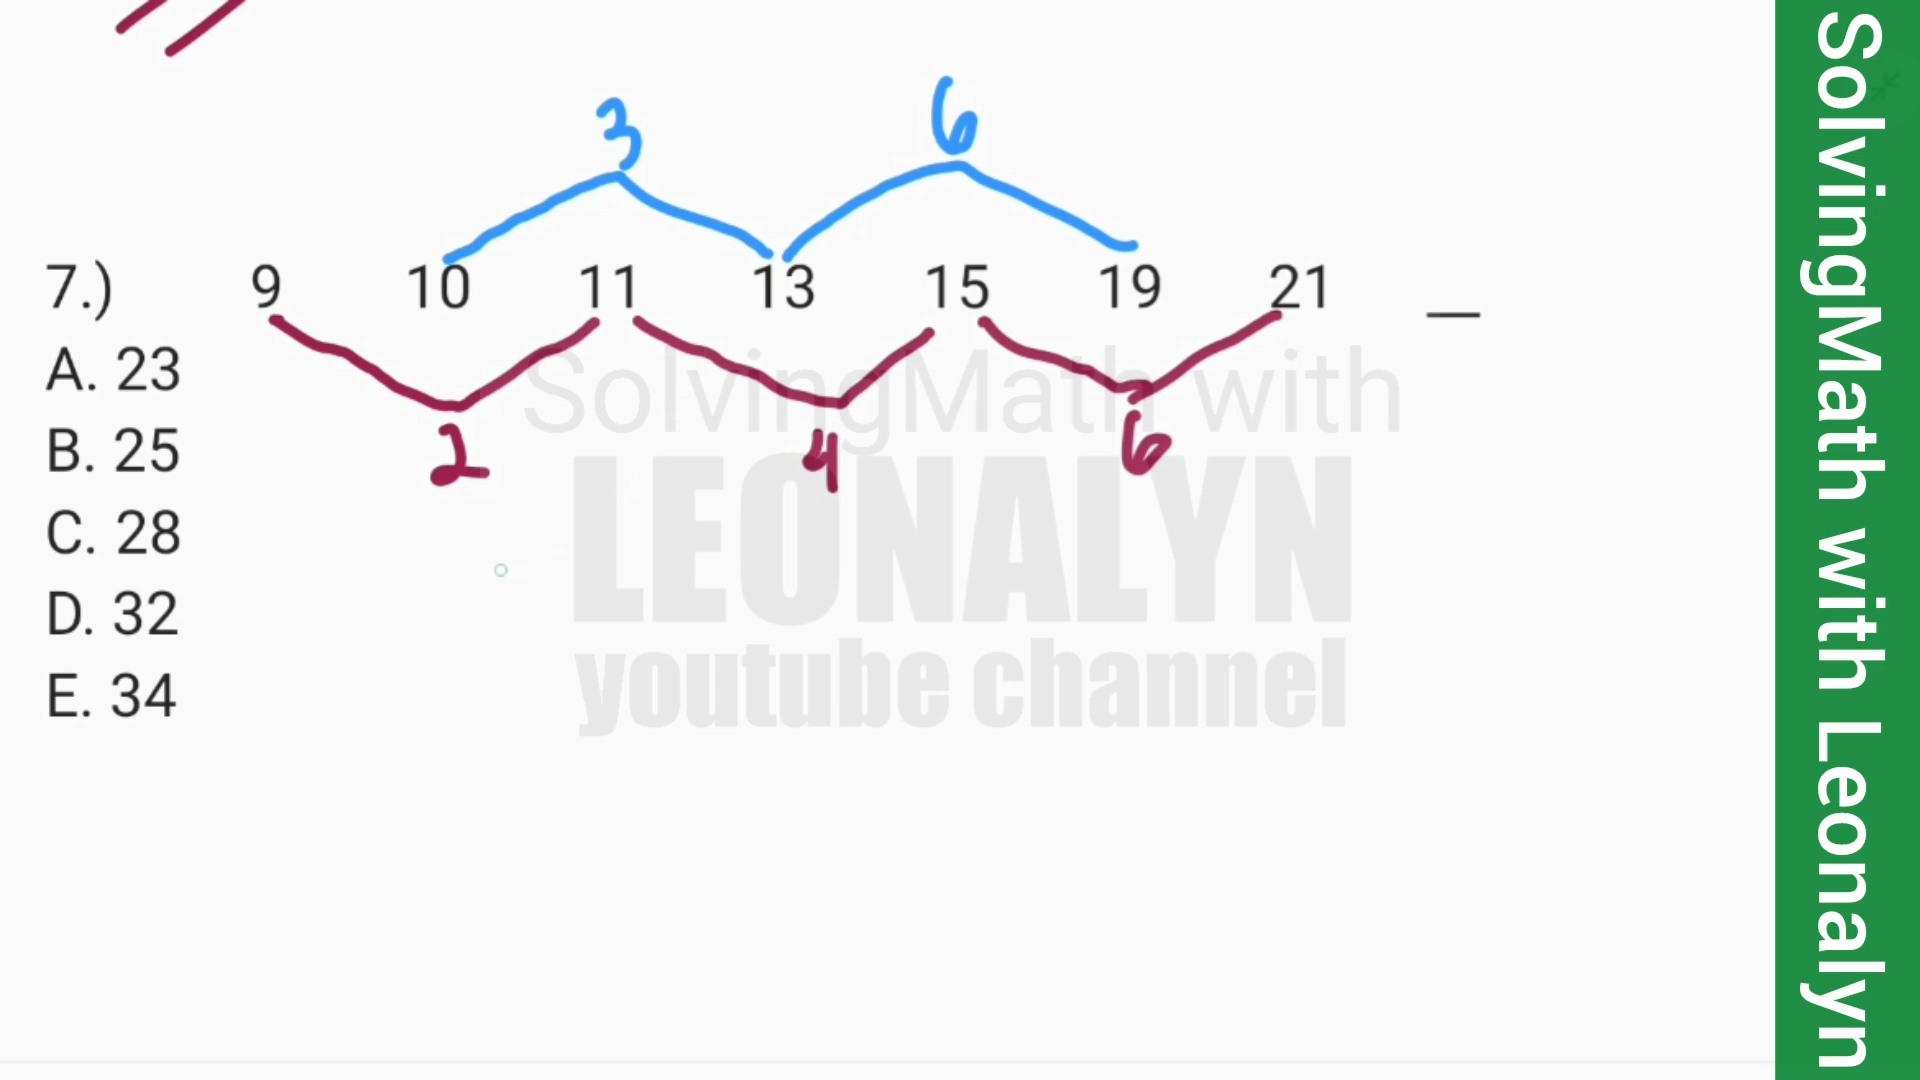 3 6
7.) 9 10 11 13 15 19 21 _
2 4 6
A. 23
B. 25
C. 28
D. 32
E. 34
SolvingMath with
LEONALYN
youtube channel
SolvingMath with Leonalyn